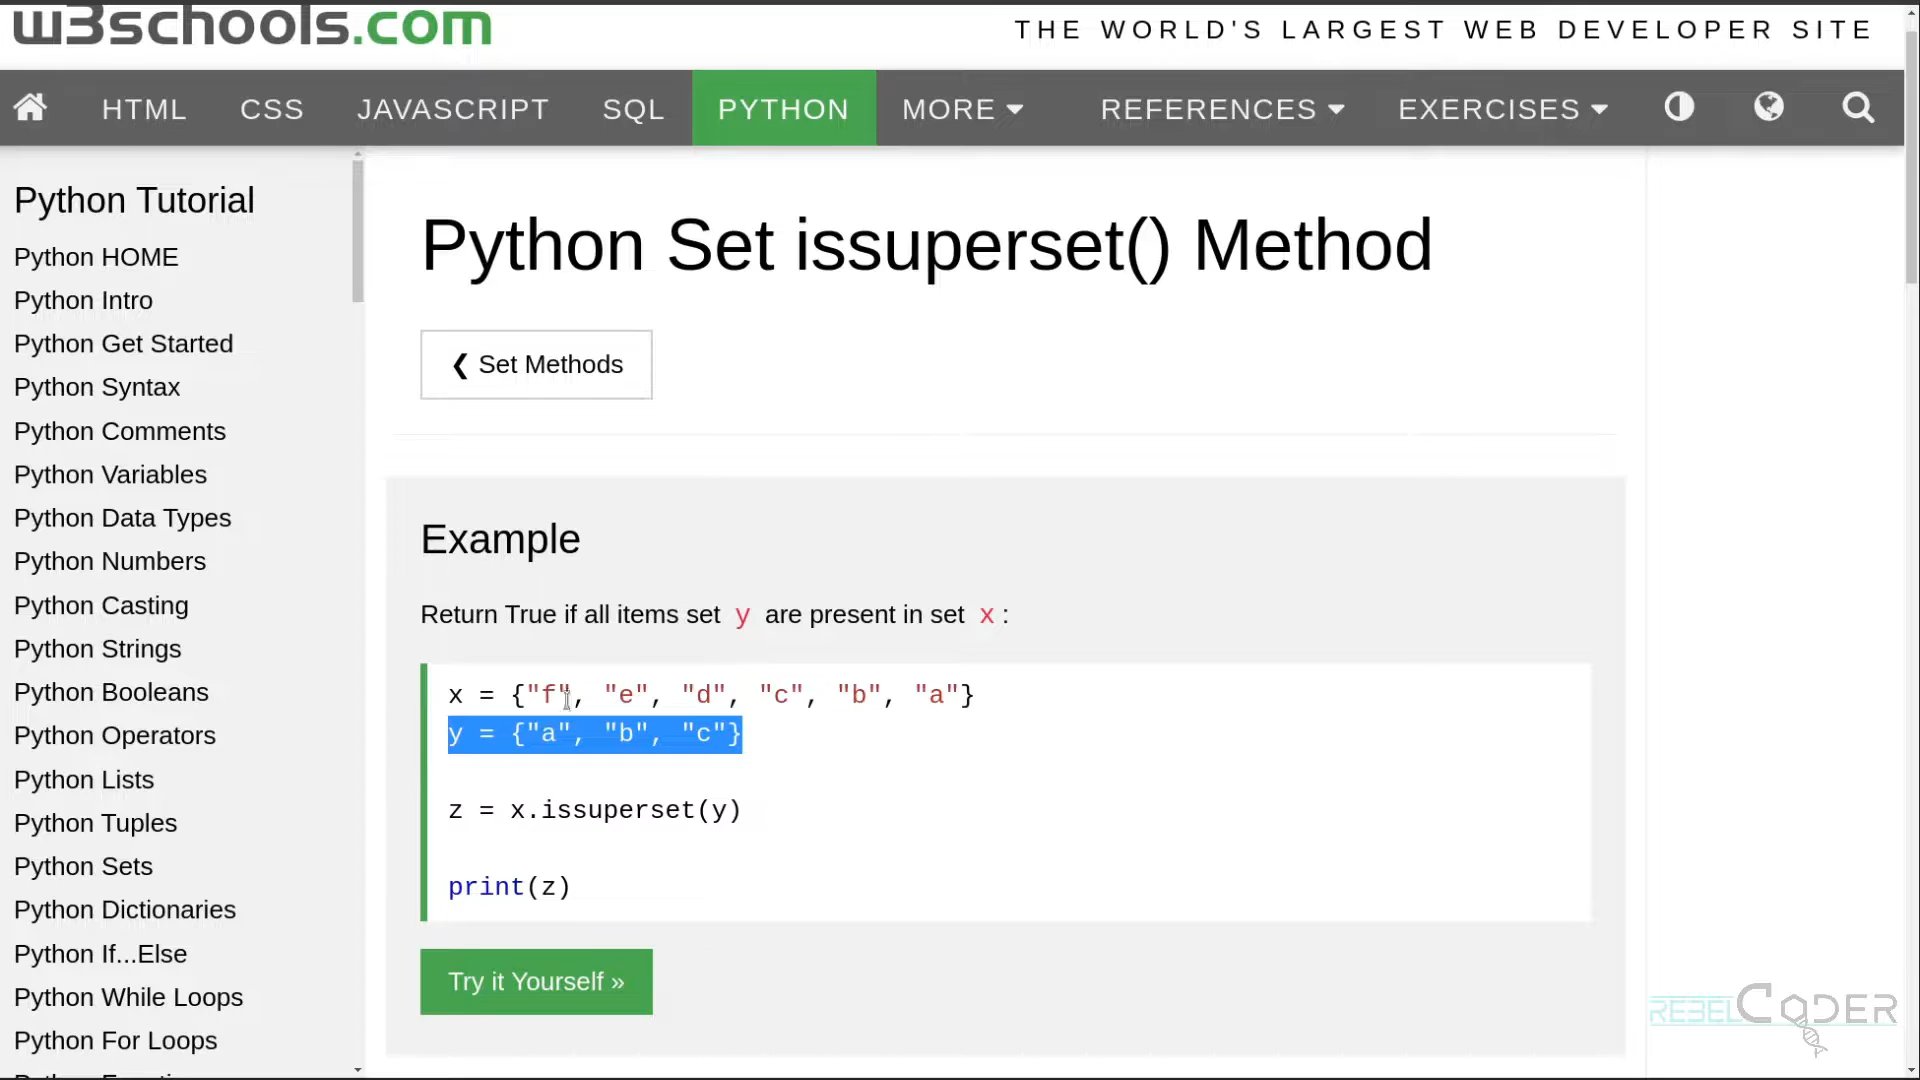 w3schools.com
THE WORLD'S LARGEST WEB DEVELOPER SITE
HTML CSS JAVASCRIPT SQL PYTHON MORE REFERENCES EXERCISES
Python Tutorial
Python HOME
Python Intro
Python Get Started
Python Syntax
Python Comments
Python Variables
Python Data Types
Python Numbers
Python Casting
Python Strings
Python Booleans
Python Operators
Python Lists
Python Tuples
Python Sets
Python Dictionaries
Python If...Else
Python While Loops
Python For Loops
Python Set issuperset() Method
❮ Set Methods
Example
Return True if all items set y are present in set x :
x = {"f", "e", "d", "c", "b", "a"}
y = {"a", "b", "c"}
z = x.issuperset(y)
print(z)
Try it Yourself »
REBELCODER